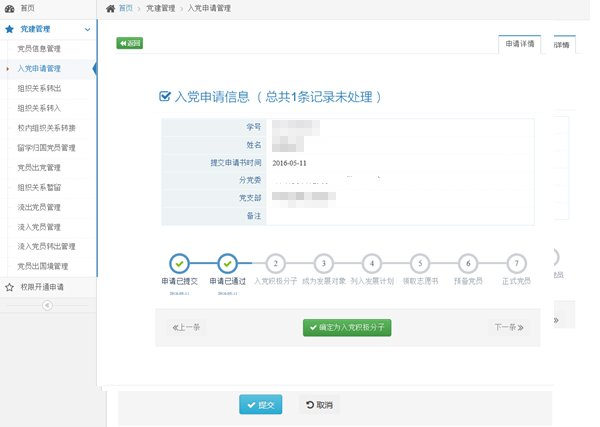 首页
首页 > 党建管理 > 入党申请管理
党建管理
返回
申请详情
详情
党员信息管理
入党申请管理
组织关系转出
组织关系转入
校内组织关系转接
留学归国党员管理
党员出党管理
组织关系暂留
流出党员管理
流入党员管理
流入党员转出管理
党员出国境管理
权限开通申请
入党申请信息（总共1条记录未处理）
学号
姓名
提交申请书时间 2016-05-11
分党委
党支部
备注
2 3 4 5 6 7
申请已提交 申请已通过 入党积极分子 成为发展对象 列入发展计划 领取志愿书 预备党员 正式党员
2016-05-11 2016-05-11
党员
上一条 确定为入党积极分子 下一条
提交 取消